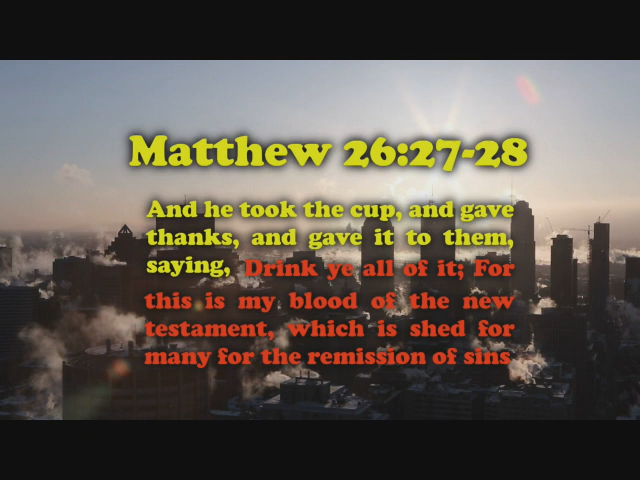 Matthew 26:27-28
And he took the cup, and gave
thanks, and gave it to them,
saying, Drink ye all of it; For
this is my blood of the new
testament, which is shed for
many for the remission of sins